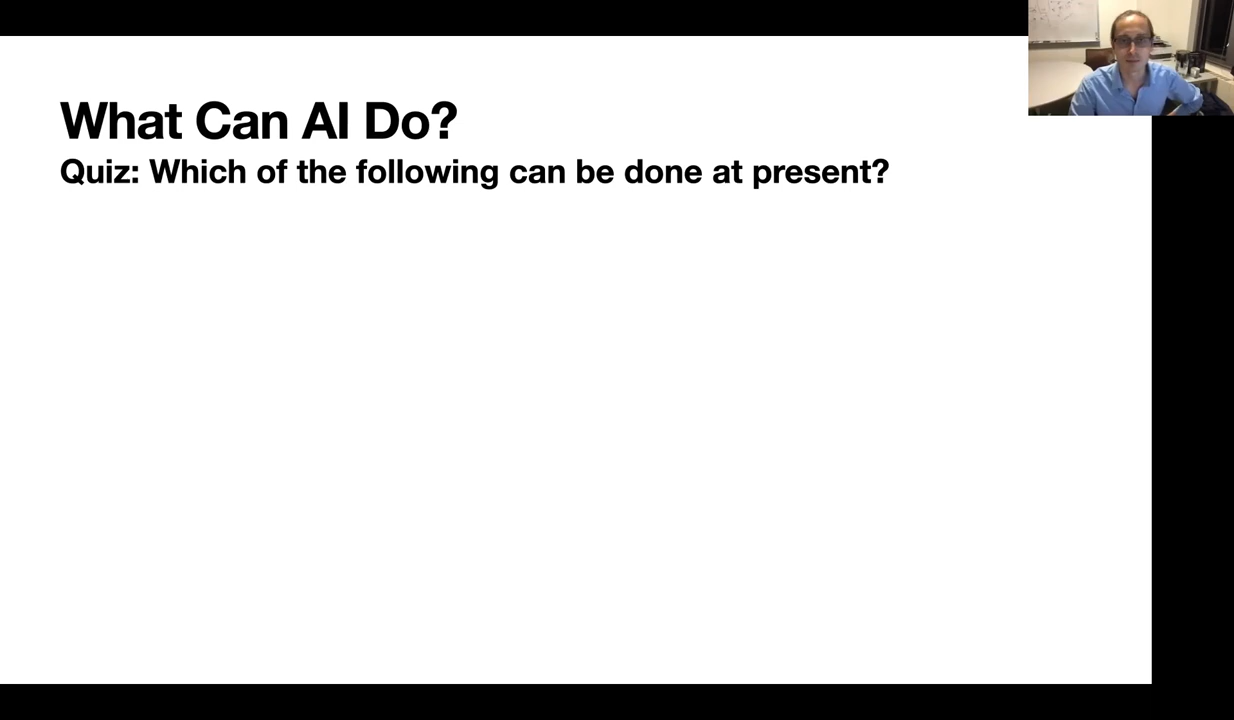 What Can AI Do?
Quiz: Which of the following can be done at present?